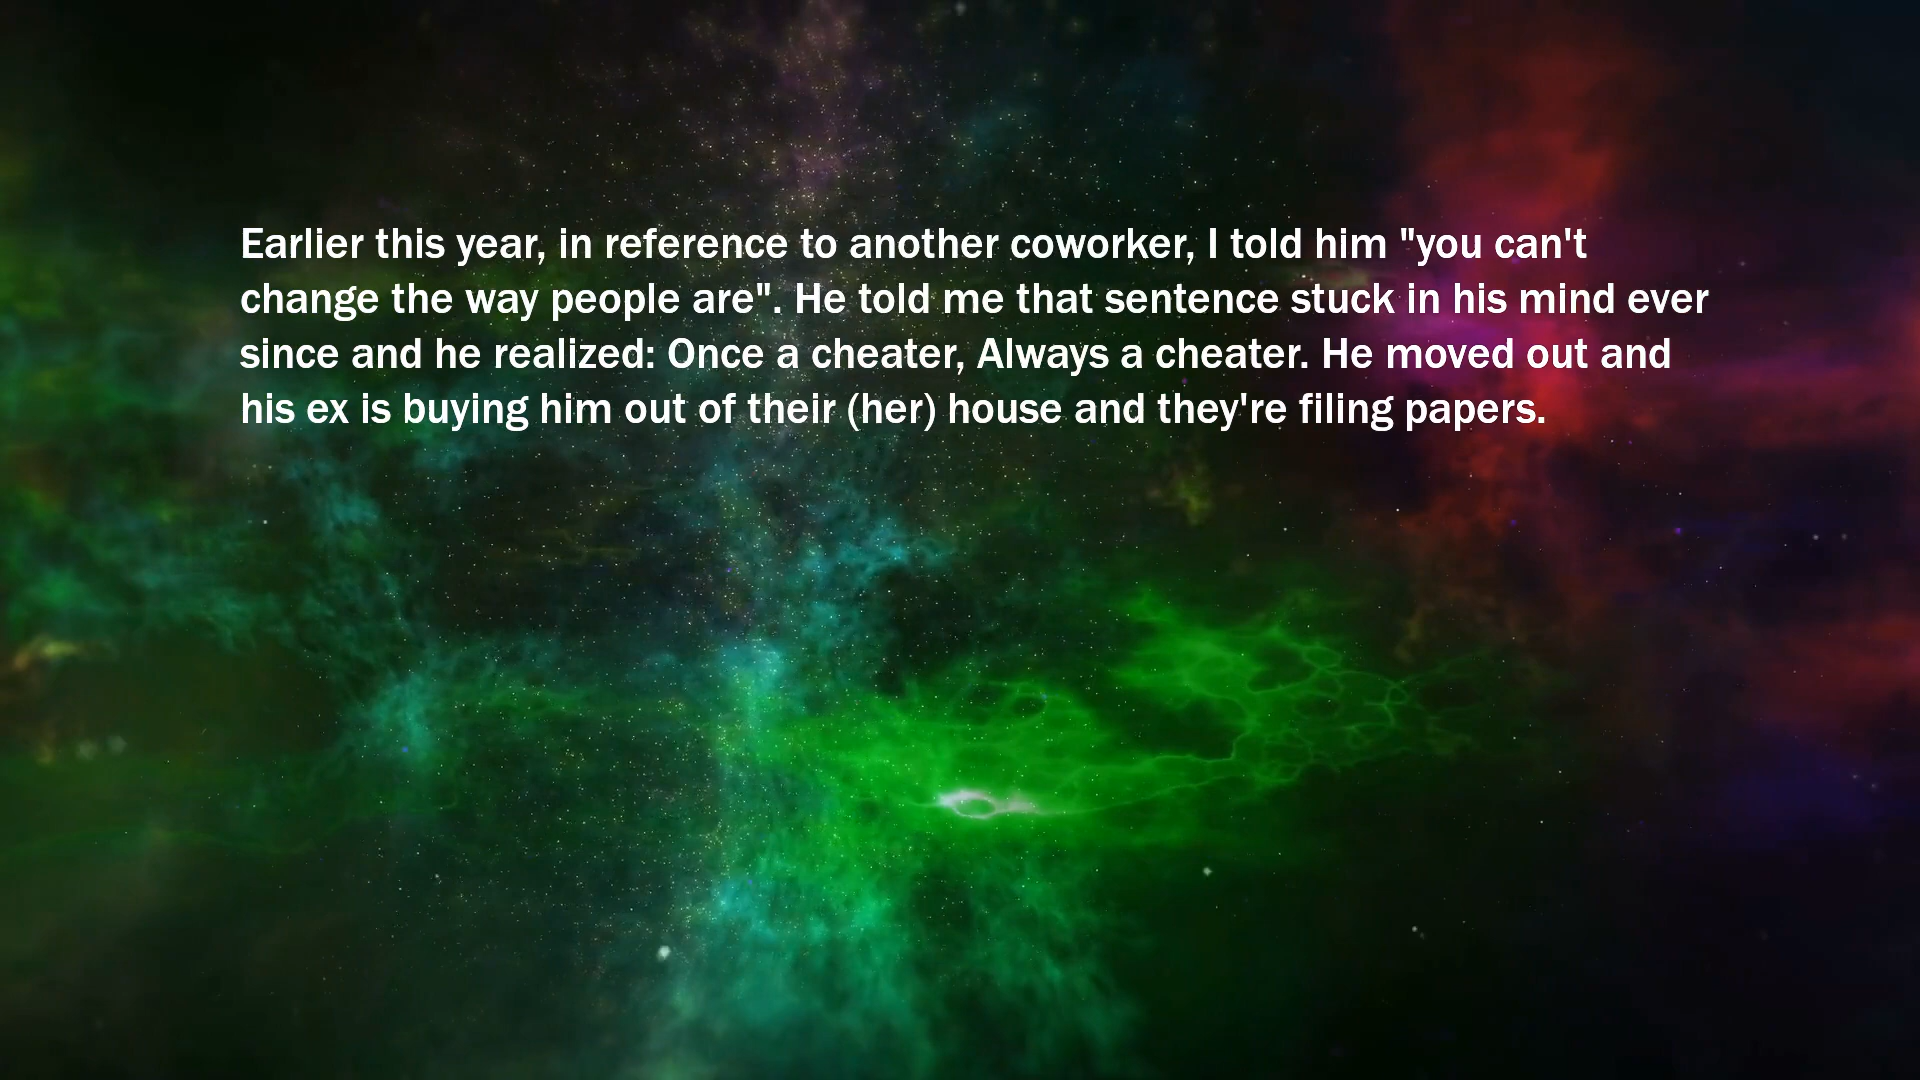 Earlier this year, in reference to another coworker, I told him "you can't
change the way people are". He told me that sentence stuck in his mind ever
since and he realized: Once a cheater, Always a cheater. He moved out and
his ex is buying him out of their (her) house and they're filing papers.